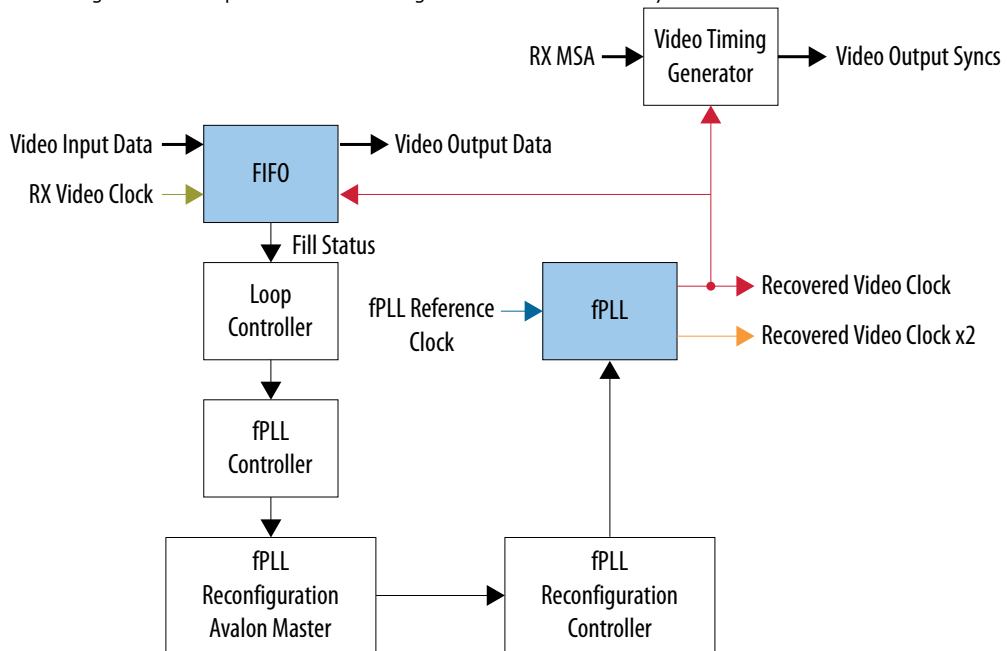 RX MSA
Video Timing
Generator
Video Output Syncs
Video Input Data
FIFO
Video Output Data
RX Video Clock
Fill Status
Loop
Controller
fPLL Reference
Clock
fPLL
Recovered Video Clock
Recovered Video Clock x2
fPLL
Controller
fPLL
Reconfiguration
Avalon Master
fPLL
Reconfiguration
Controller